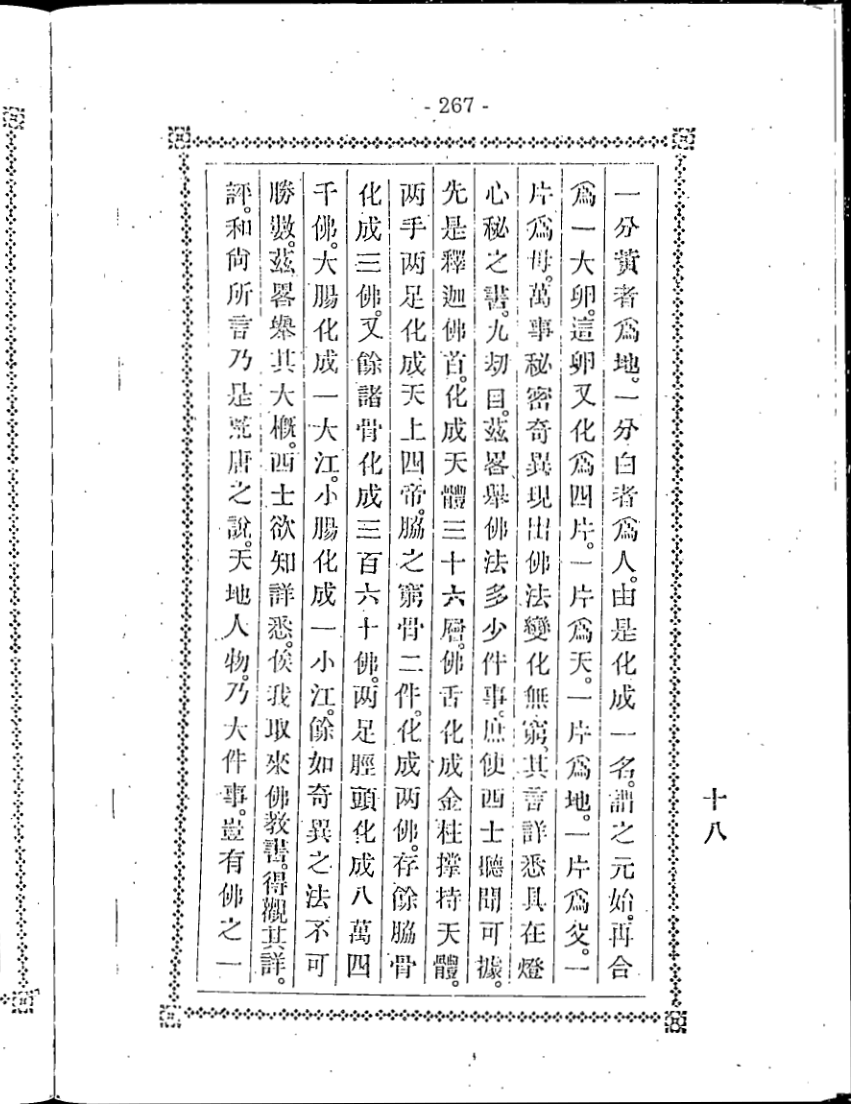 - 267 -
十八
一分黃者爲地。一分白者爲人。由是化成一名。謂之元始。再合
爲一大卵。這卵又化爲四片。一片爲天。一片爲地。一片爲父。一
片爲母。萬事秘密奇異現出佛法變化無窮。其書詳悉具在燈
心秘之書。九刼目。茲畧舉佛法多少件事。庶使西士聽聞可據。
先是釋迦佛首。化成天體三十六層。佛舌化成金柱撑持天體。
两手两足化成天上四帝。脇之窮骨二件。化成两佛。存餘脇骨
化成三佛。又餘諸骨化成三百六十佛。两足脛頭化成八萬四
千佛。大腸化成一大江。小腸化成一小江。餘如奇異之法不可
勝數。茲畧舉其大概。西士欲知詳悉。俟我取來佛教書。得觀其詳。
評。和尙所言乃是荒唐之說。天地人物。乃大件事。豈有佛之一